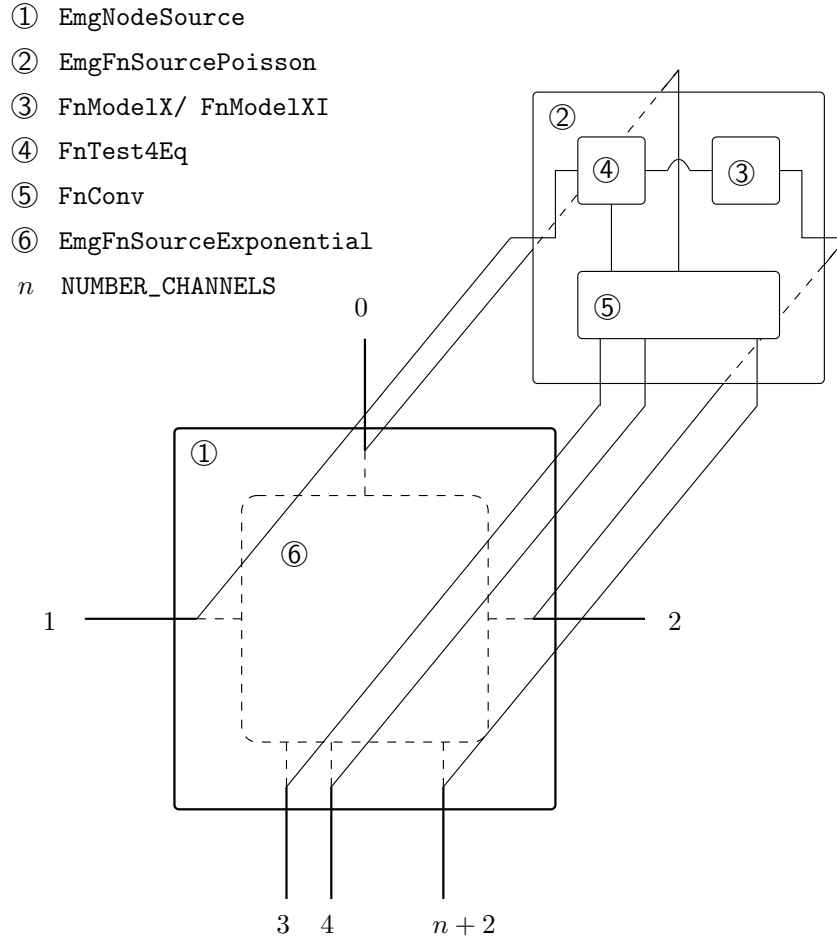 ① EmgNodeSource
② EmgFnSourcePoisson
③ FnModelX/ FnModelXI
④ FnTest4Eq
⑤ FnConv
⑥ EmgFnSourceExponential
n NUMBER_CHANNELS
②
④
③
⑤
0
①
⑥
1
2
3 4 n + 2